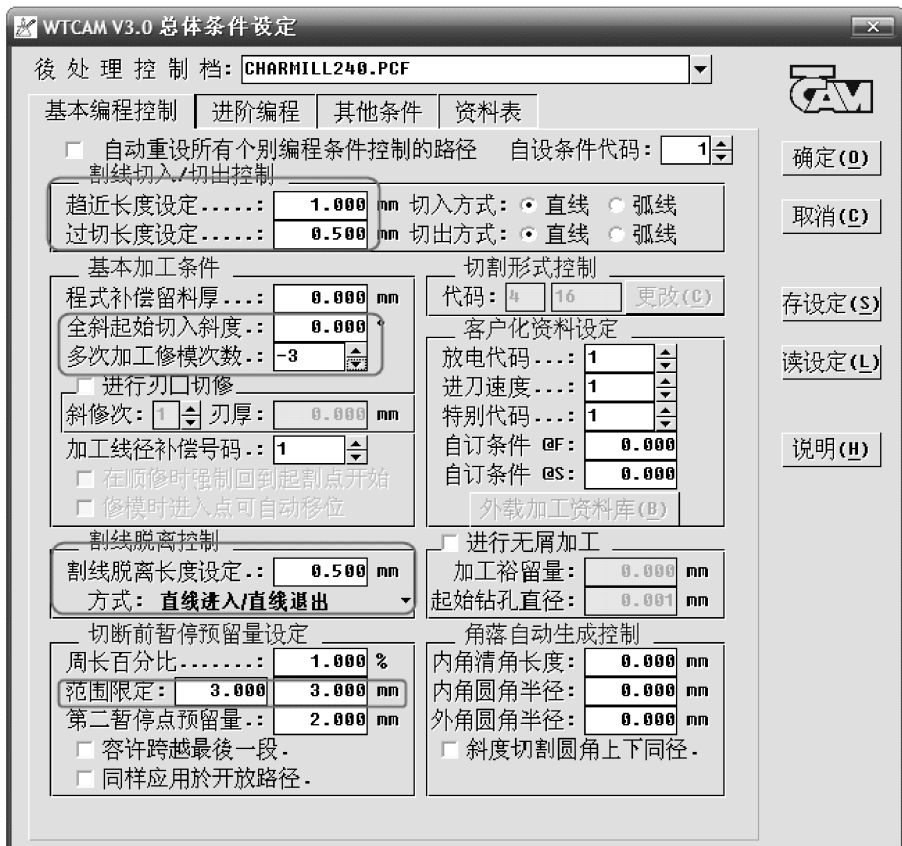 WTCAM V3.0 总体条件设定
後 处 理 控 制 档: CHARMILL240.PCF
CAM
基本编程控制 进阶编程 其他条件 资料表
自动重设所有个别编程条件控制的路径 自设条件代码: 1
确定(O)
取消(C)
存设定(S)
读设定(L)
说明(H)
割线切入/切出控制
趋近长度设定.....: 1.000 mm 切入方式: 直线 弧线
过切长度设定.....: 0.500 mm 切出方式: 直线 弧线
基本加工条件
程式补偿留料厚...: 0.000 mm
全斜起始切入斜度.: 0.000 °
多次加工修模次数.: -3
进行刃口切修
斜修次: 1 刃厚: 0.000 mm
加工线径补偿号码.: 1
在顺修时强制回到起割点开始
修模时进入点可自动移位
切割形式控制
代码: 4 16 更改(C)
客户化资料设定
放电代码...: 1
进刀速度...: 1
特别代码...: 1
自订条件 @F: 0.000
自订条件 @S: 0.000
外载加工资料库(B)
割线脱离控制
割线脱离长度设定.: 0.500 mm
方式: 直线进入/直线退出
进行无屑加工
加工裕留量: 0.000 mm
起始钻孔直径: 0.001 mm
切断前暂停预留量设定
周长百分比.......: 1.000 %
范围限定: 3.000 3.000 mm
第二暂停点预留量.: 2.000 mm
容许跨越最後一段.
同样应用於开放路径.
角落自动生成控制
内角清角长度: 0.000 mm
内角圆角半径: 0.000 mm
外角圆角半径: 0.000 mm
斜度切割圆角上下同径.